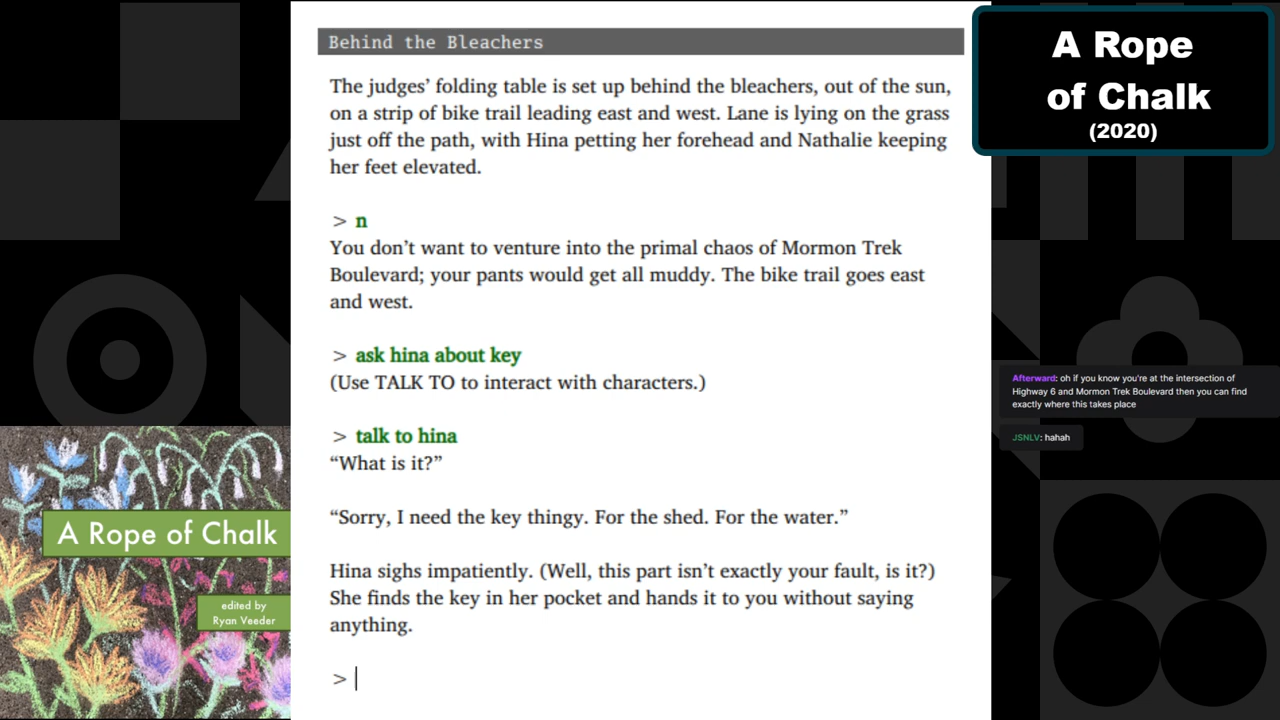 Behind the Bleachers
The judges’ folding table is set up behind the bleachers, out of the sun,
on a strip of bike trail leading east and west. Lane is lying on the grass
just off the path, with Hina petting her forehead and Nathalie keeping
her feet elevated.
> n
You don’t want to venture into the primal chaos of Mormon Trek
Boulevard; your pants would get all muddy. The bike trail goes east
and west.
> ask hina about key
(Use TALK TO to interact with characters.)
> talk to hina
“What is it?”
“Sorry, I need the key thingy. For the shed. For the water.”
Hina sighs impatiently. (Well, this part isn’t exactly your fault, is it?)
She finds the key in her pocket and hands it to you without saying
anything.
>
A Rope
of Chalk
(2020)
Afterward: oh if you know you're at the intersection of
Highway 6 and Mormon Trek Boulevard then you can find
exactly where this takes place
JSNLV: hahah
A Rope of Chalk
edited by
Ryan Veeder